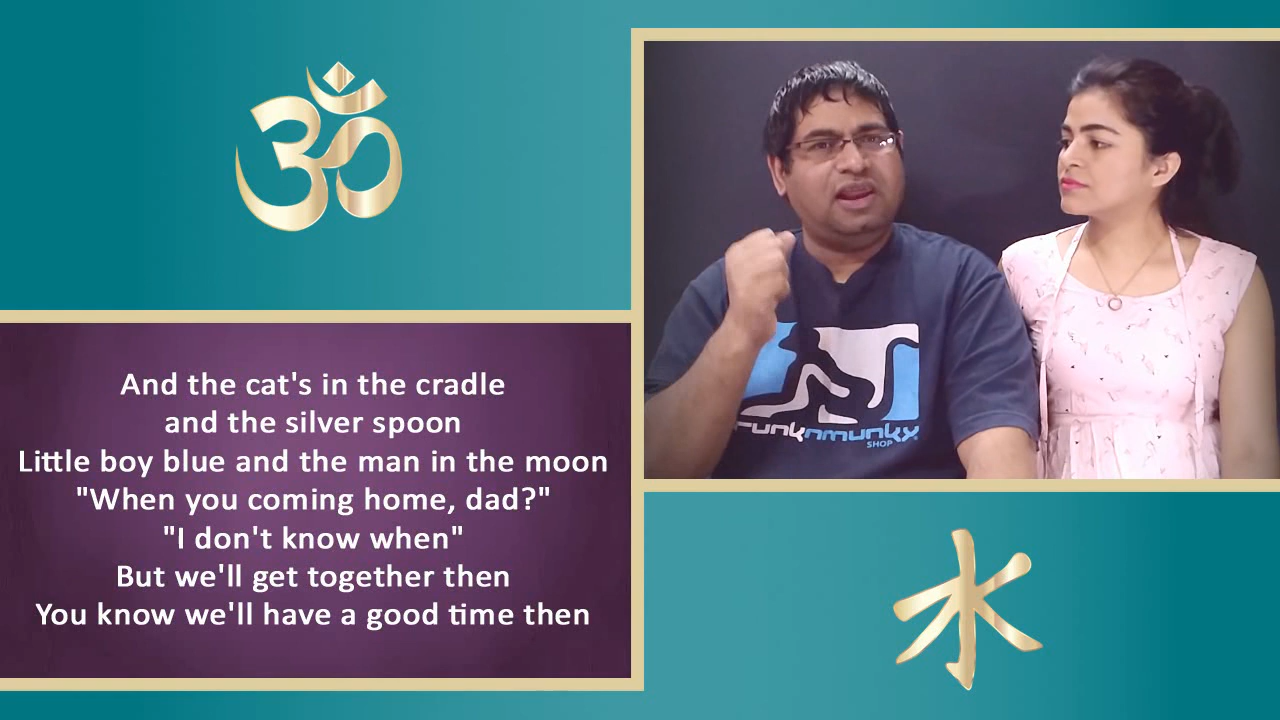 ॐ
And the cat's in the cradle
and the silver spoon
Little boy blue and the man in the moon
"When you coming home, dad?"
"I don't know when"
But we'll get together then
You know we'll have a good time then
funknmunkx
SHOP
水